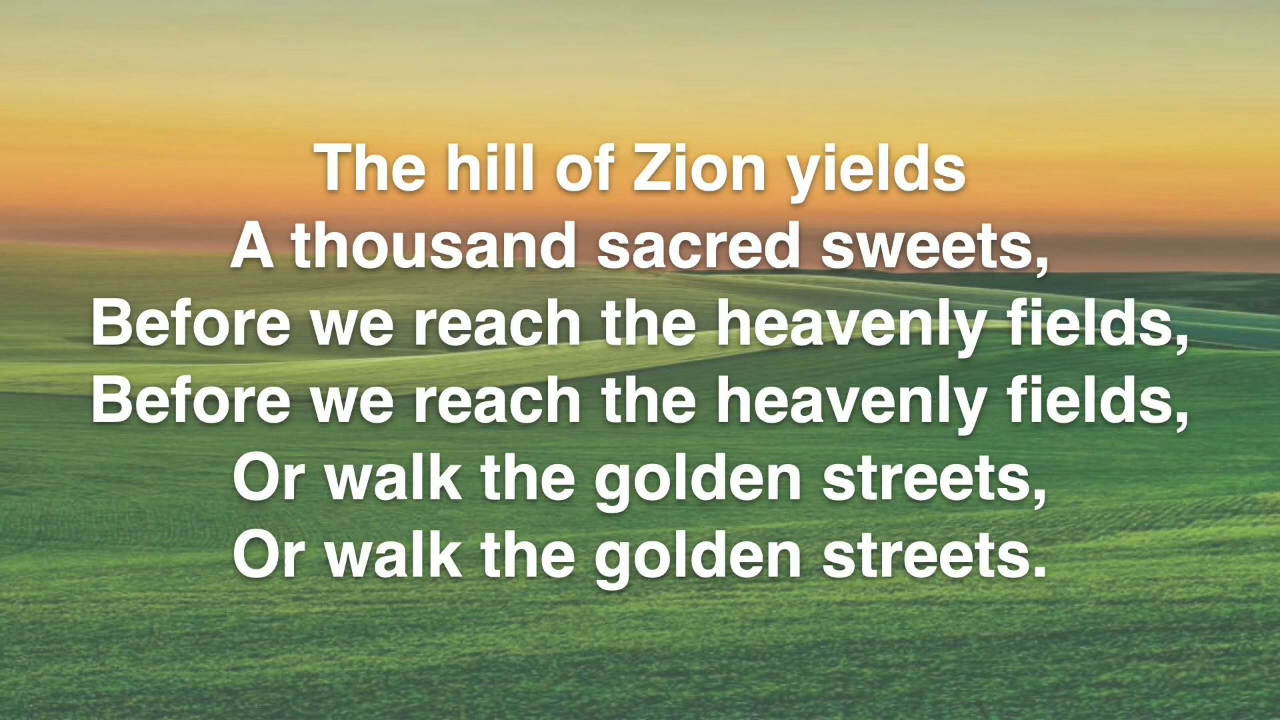 The hill of Zion yields
A thousand sacred sweets,
Before we reach the heavenly fields,
Before we reach the heavenly fields,
Or walk the golden streets,
Or walk the golden streets.